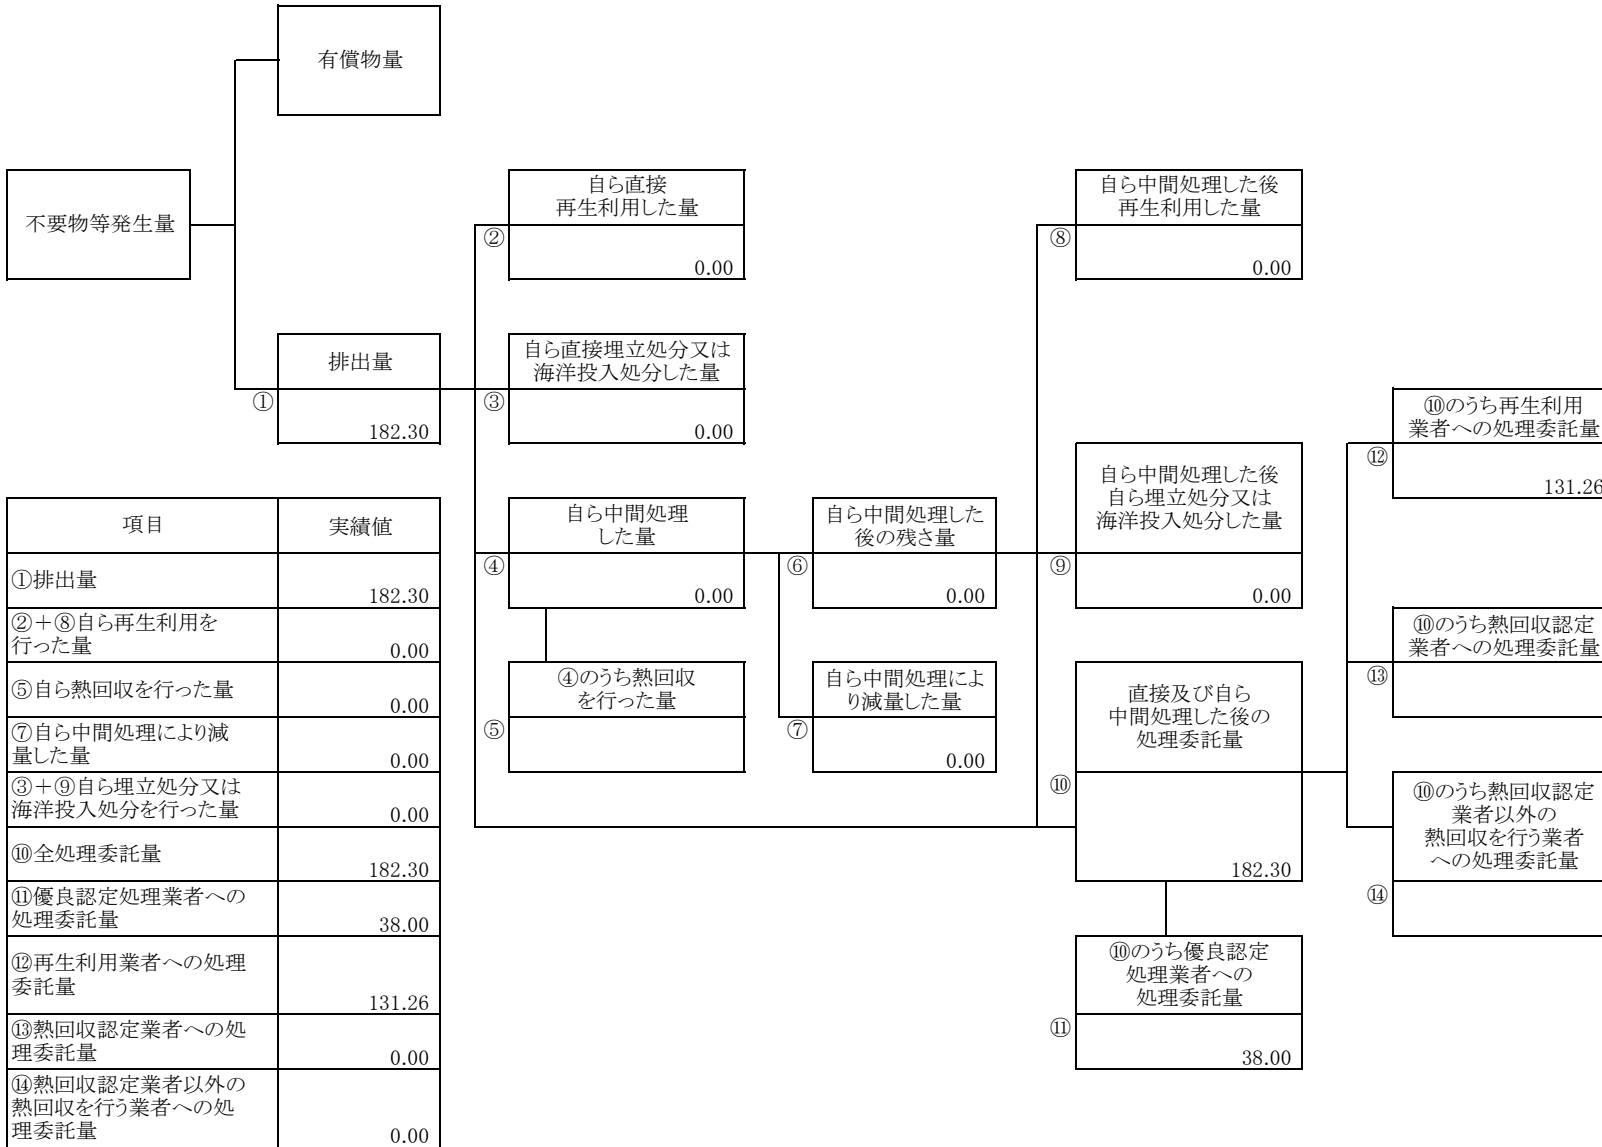 有償物量
不要物等発生量
自ら直接
再生利用した量
②
0.00
自ら中間処理した後
再生利用した量
⑧
0.00
排出量
①
182.30
自ら直接埋立処分又は
海洋投入処分した量
③
0.00
⑩のうち再生利用
業者への処理委託量
⑫
131.26
自ら中間処理
した量
④
0.00
自ら中間処理した
後の残さ量
⑥
0.00
自ら中間処理した後
自ら埋立処分又は
海洋投入処分した量
⑨
0.00
⑩のうち熱回収認定
業者への処理委託量
⑬
④のうち熱回収
を行った量
⑤
自ら中間処理によ
り減量した量
⑦
0.00
直接及び自ら
中間処理した後の
処理委託量
⑩
182.30
⑩のうち熱回収認定
業者以外の
熱回収を行う業者
への処理委託量
⑭
⑩のうち優良認定
処理業者への
処理委託量
⑪
38.00
項目 実績値
①排出量 182.30
②+⑧自ら再生利用を
行った量 0.00
⑤自ら熱回収を行った量 0.00
⑦自ら中間処理により減
量した量 0.00
③+⑨自ら埋立処分又は
海洋投入処分を行った量 0.00
⑩全処理委託量 182.30
⑪優良認定処理業者への
処理委託量 38.00
⑫再生利用業者への処理
委託量 131.26
⑬熱回収認定業者への処
理委託量 0.00
⑭熱回収認定業者以外の
熱回収を行う業者への処
理委託量 0.00